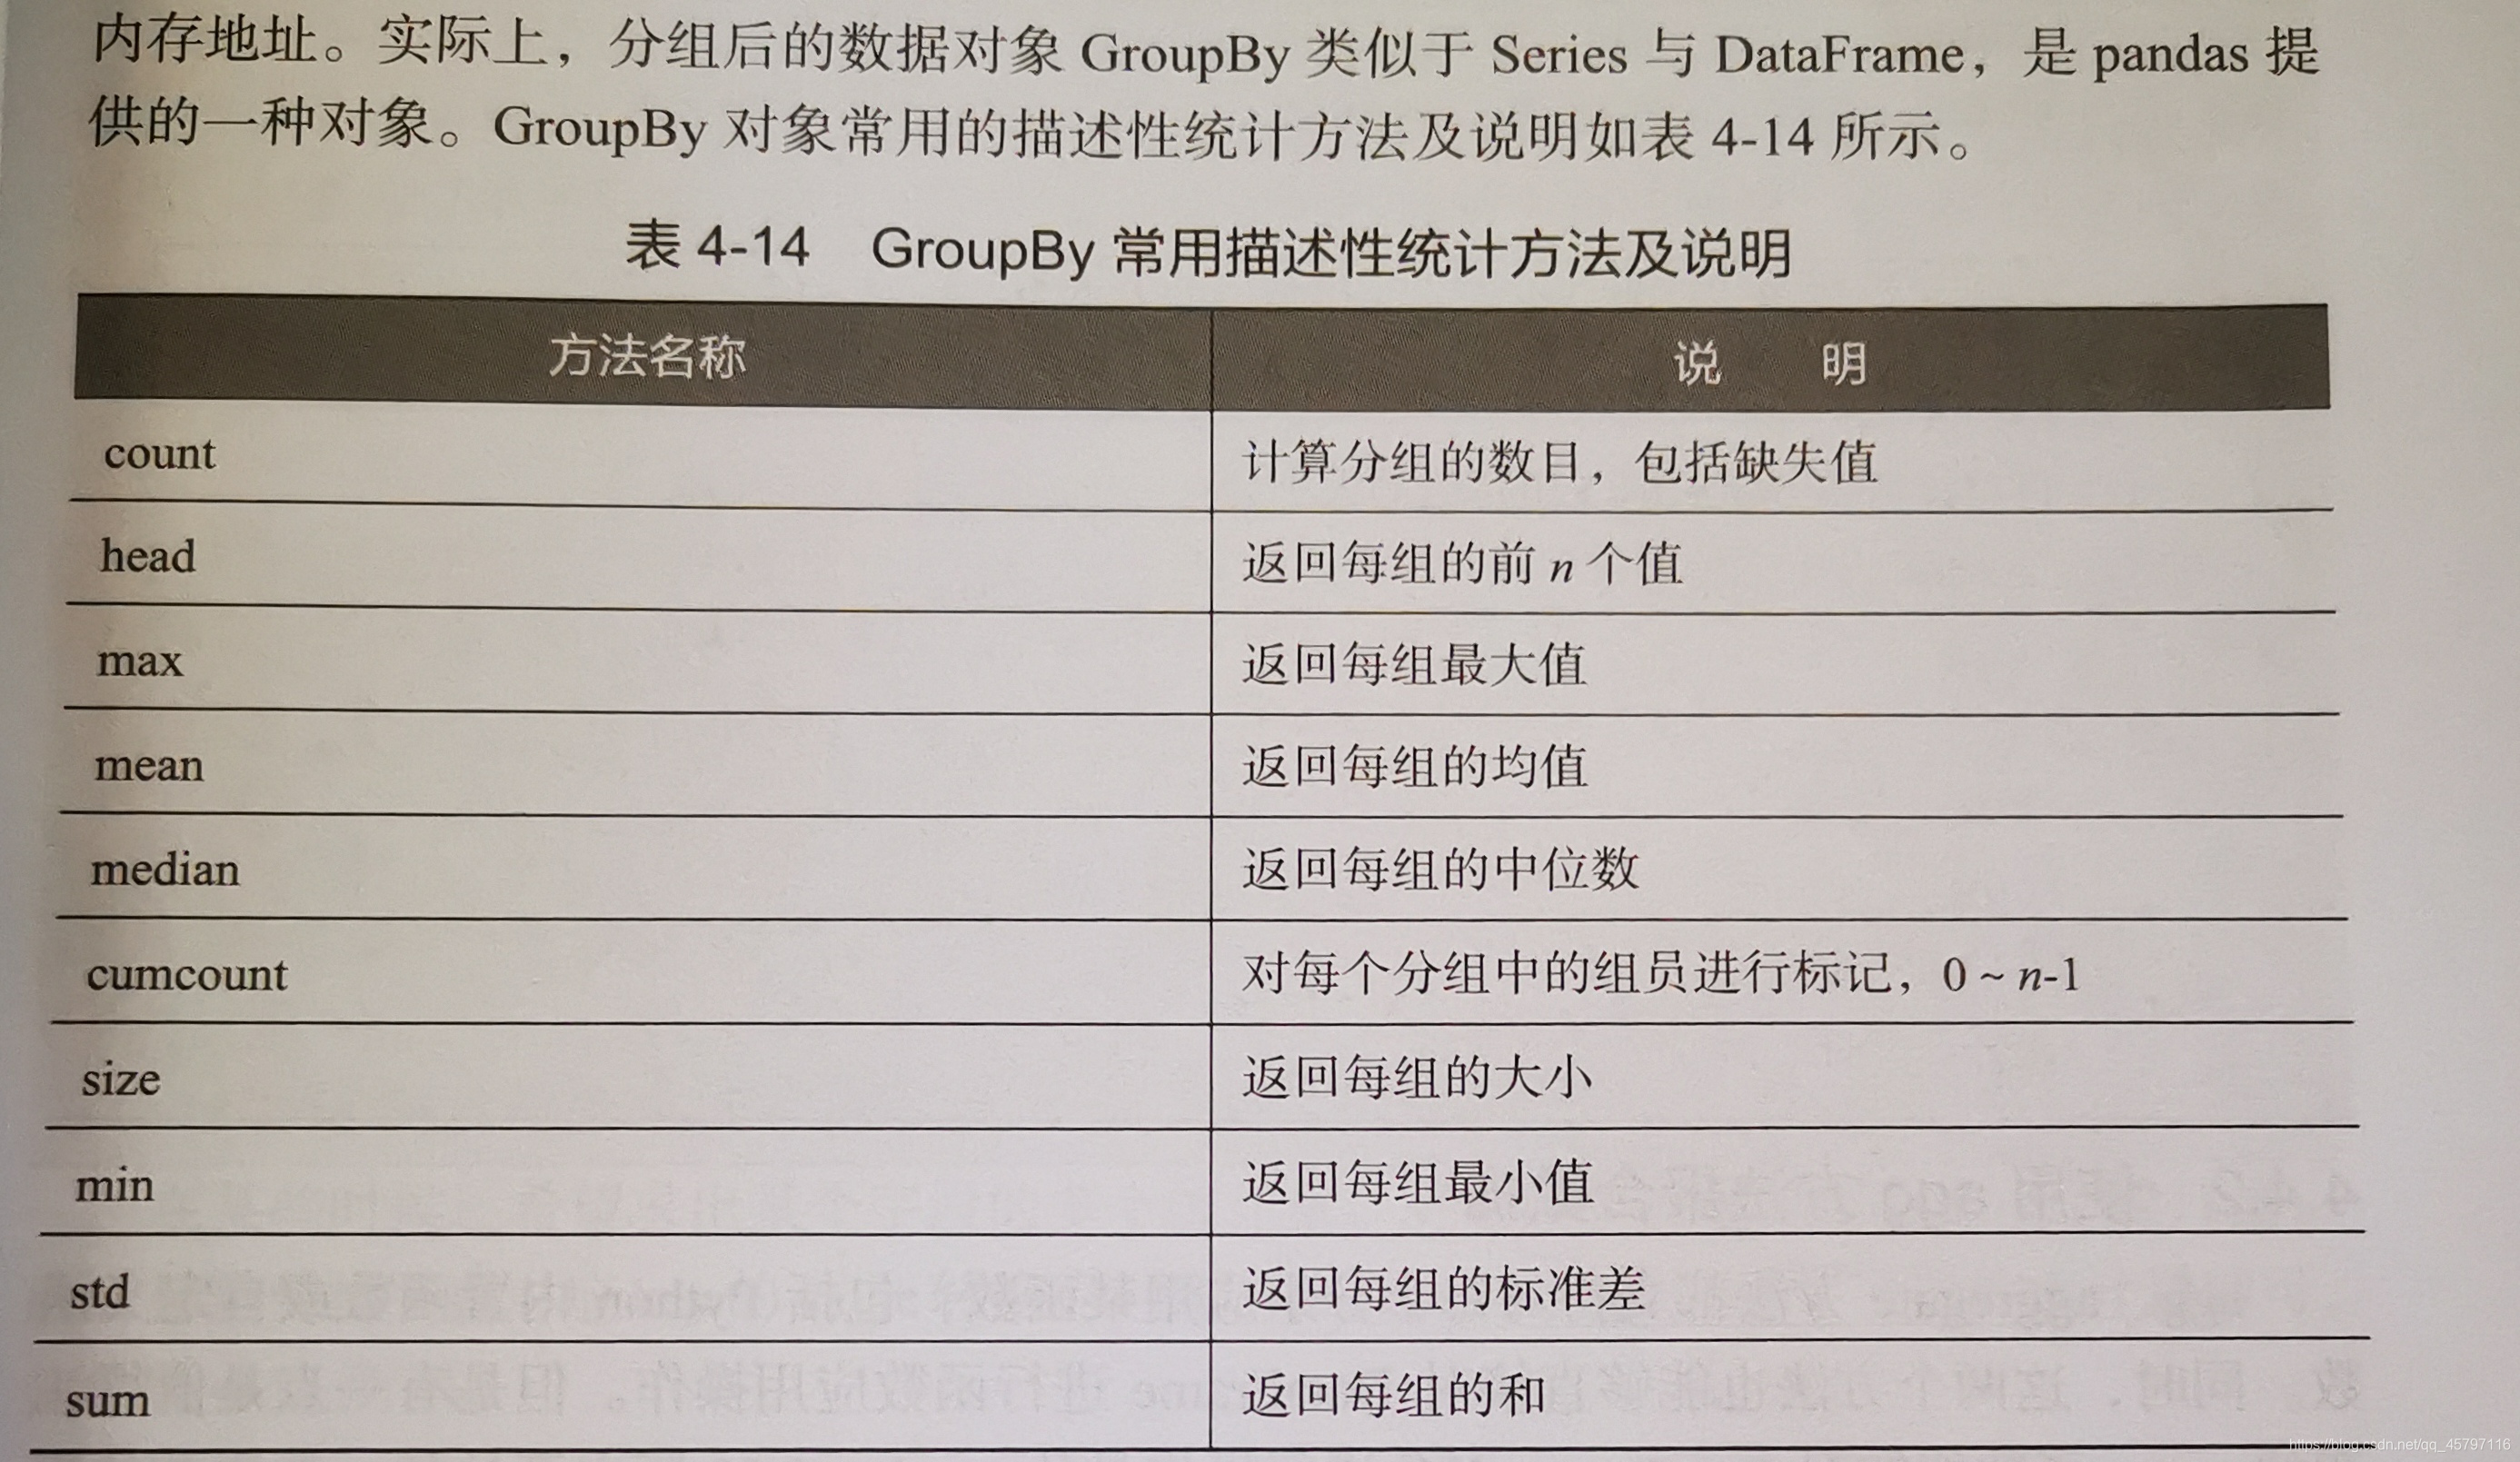 内存地址。实际上，分组后的数据对象 GroupBy 类似于 Series 与 DataFrame，是 pandas 提
供的一种对象。GroupBy 对象常用的描述性统计方法及说明如表 4-14 所示。
表 4-14 GroupBy 常用描述性统计方法及说明
方法名称 说 明
count 计算分组的数目，包括缺失值
head 返回每组的前 n 个值
max 返回每组最大值
mean 返回每组的均值
median 返回每组的中位数
cumcount 对每个分组中的组员进行标记，0 ~ n-1
size 返回每组的大小
min 返回每组最小值
std 返回每组的标准差
sum 返回每组的和
https://blog.csdn.net/qq_45797116